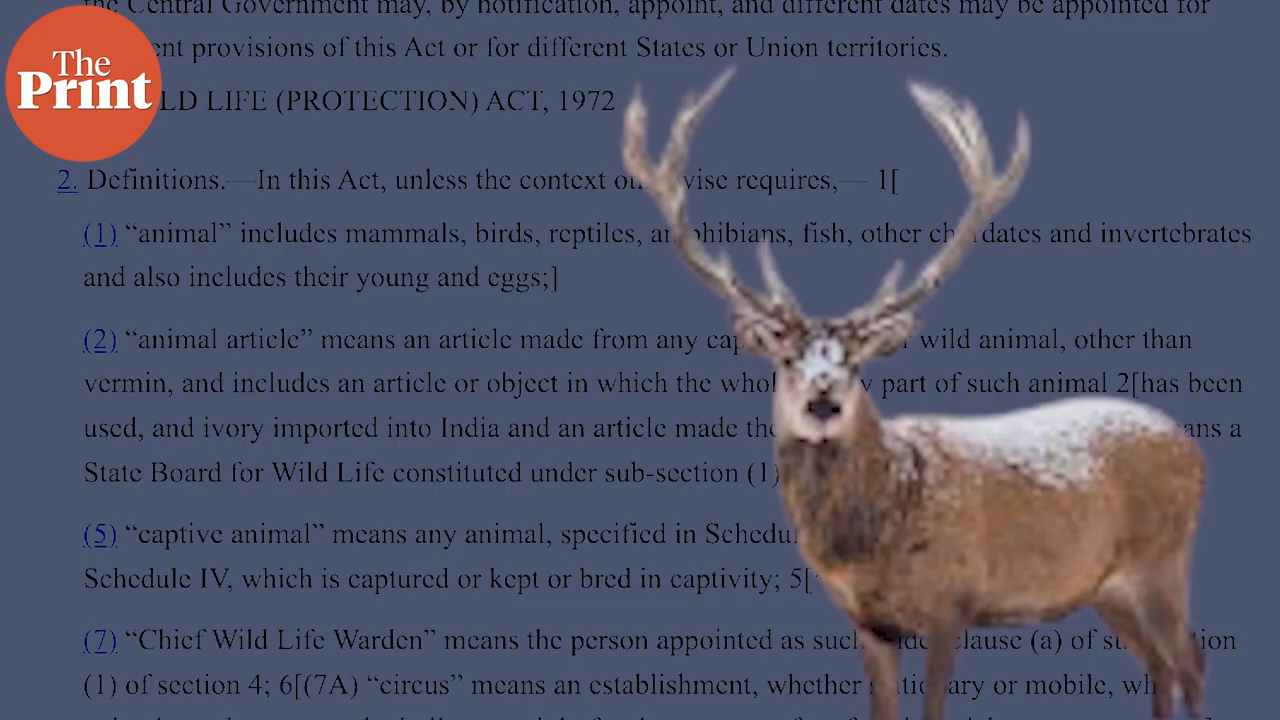 the Central Government may, by notification, appoint, and different dates may be appointed for
The
Print
provisions of this Act or for different States or Union territories.
(PROTECTION) ACT, 1972
2. Definitions.—In this Act, unless the context requires,— 1[
(1) “animal” includes mammals, birds, reptiles, amphibians, fish, other chordates and invertebrates
and also includes their young and eggs;]
(2) “animal article” means an article made from any wild animal, other than
vermin, and includes an article or object in which the part of such animal 2[has been
used, and ivory imported into India and an article made a
State Board for Wild Life constituted under sub-section (1)
(5) “captive animal” means any animal, specified in
Schedule IV, which is captured or kept or bred in captivity; 5[
(7) “Chief Wild Life Warden” means the person appointed as such clause (a) of
(1) of section 4; 6[(7A) “circus” means an establishment, whether or mobile,